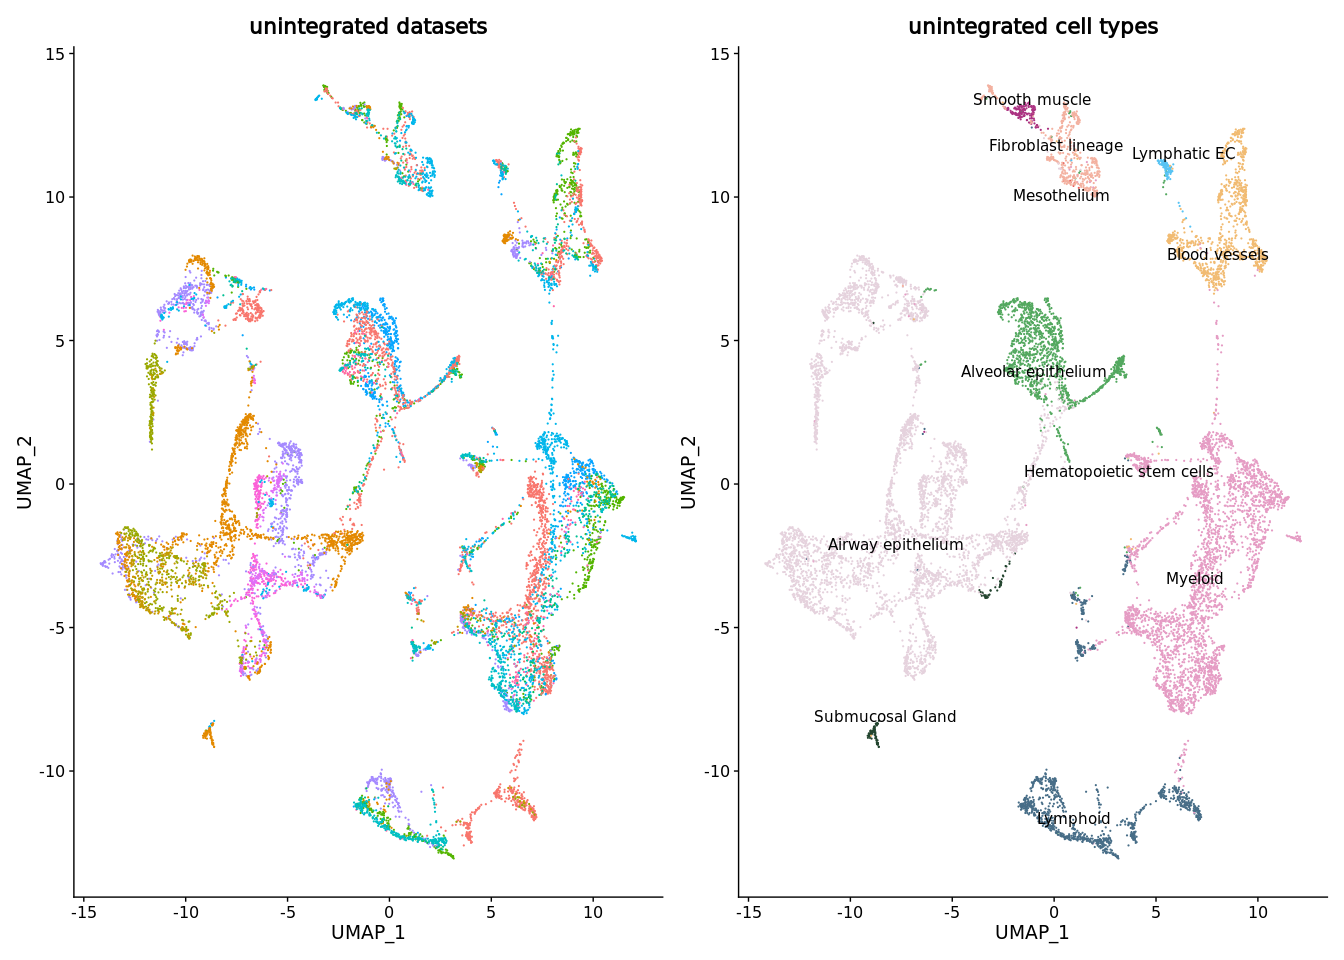 unintegrated datasets
15
10
5
0
-5
-10
UMAP_2
-15
-10
-5
0
5
10
UMAP_1
unintegrated cell types
15
10
5
0
-5
-10
UMAP_2
Smooth muscle
Fibroblast lineage
Lymphatic EC
Mesothelium
Blood vessels
Alveolar epithelium
Hematopoietic stem cells
Airway epithelium
Myeloid
Submucosal Gland
Lymphoid
-15
-10
-5
0
5
10
UMAP_1